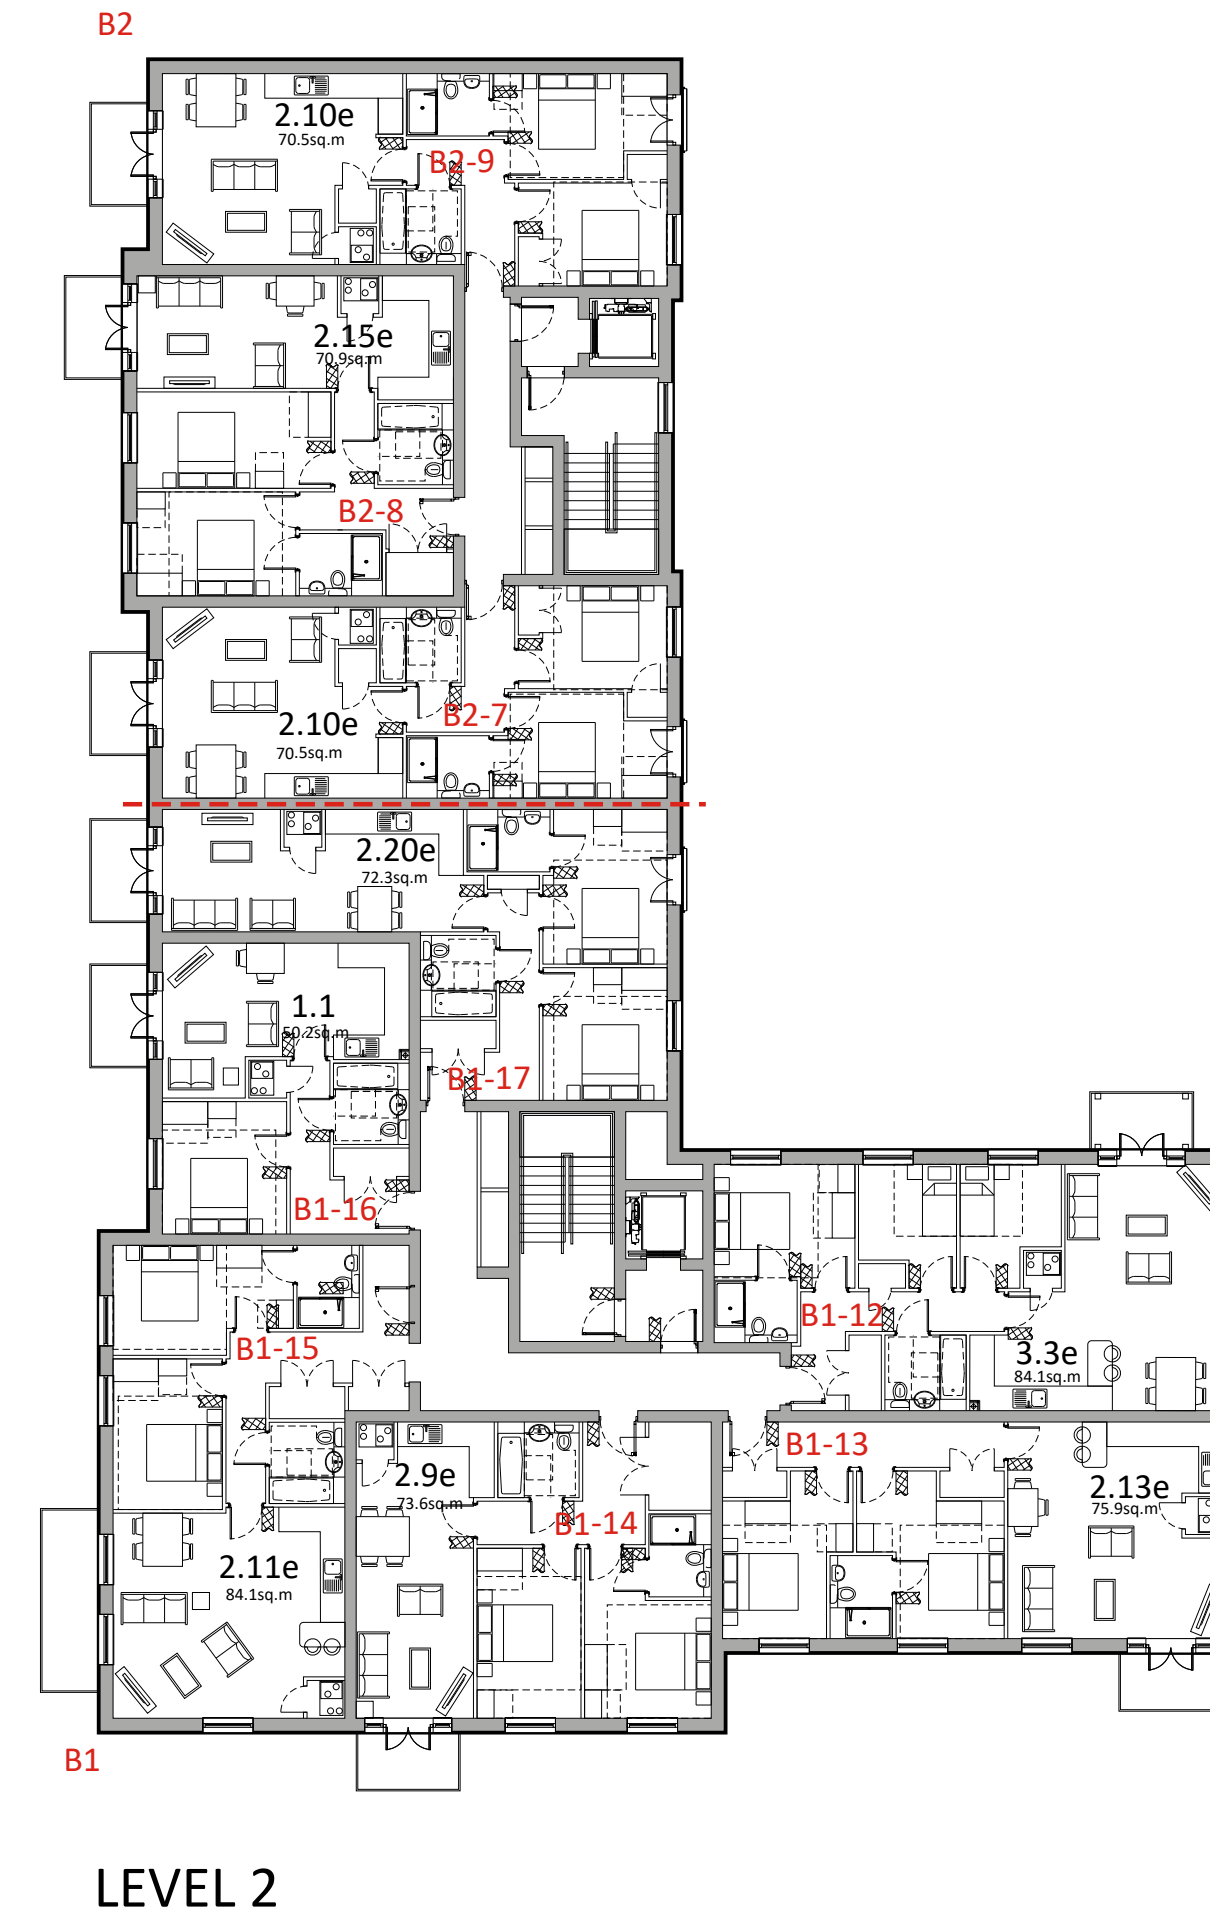 B2
2.10e
70.5sq.m
B2-9
2.15e
70.9sq.m
B2-8
2.10e
70.5sq.m
B2-7
2.20e
72.3sq.m
1.1
50.2sq.m
B1-17
B1-16
B1-12
3.3e
84.1sq.m
B1-15
B1-13
2.9e
73.6sq.m
2.13e
75.9sq.m
B1-14
2.11e
84.1sq.m
B1
LEVEL 2